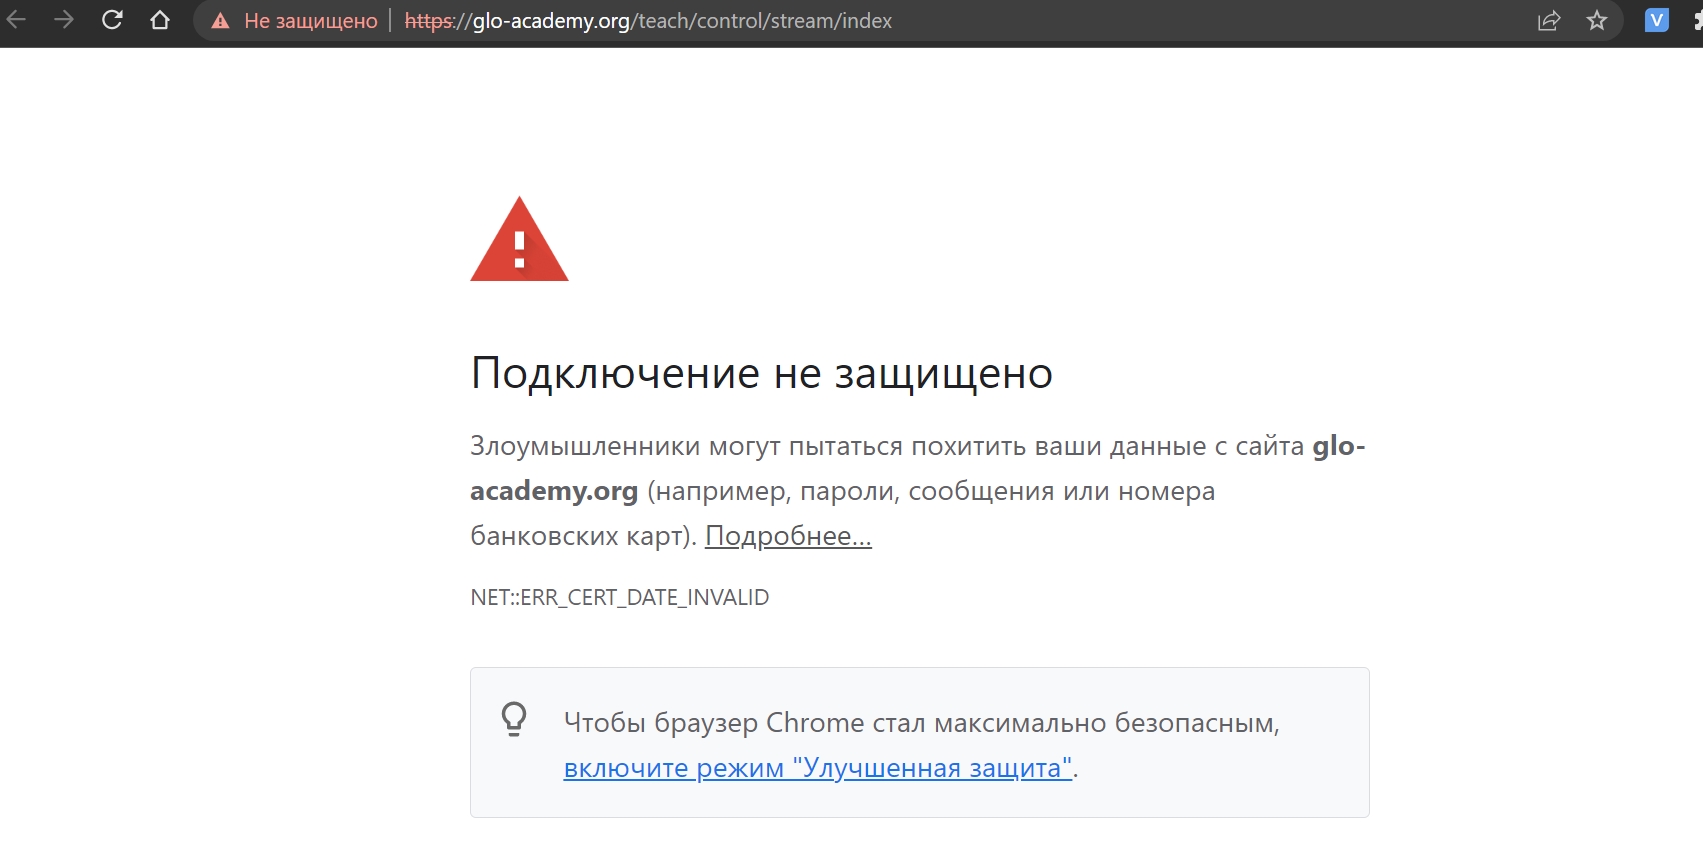 Не защищено | https://glo-academy.org/teach/control/stream/index
V
!
Подключение не защищено
Злоумышленники могут пытаться похитить ваши данные с сайта glo-
academy.org (например, пароли, сообщения или номера
банковских карт). Подробнее...
NET::ERR_CERT_DATE_INVALID
Чтобы браузер Chrome стал максимально безопасным,
включите режим "Улучшенная защита".